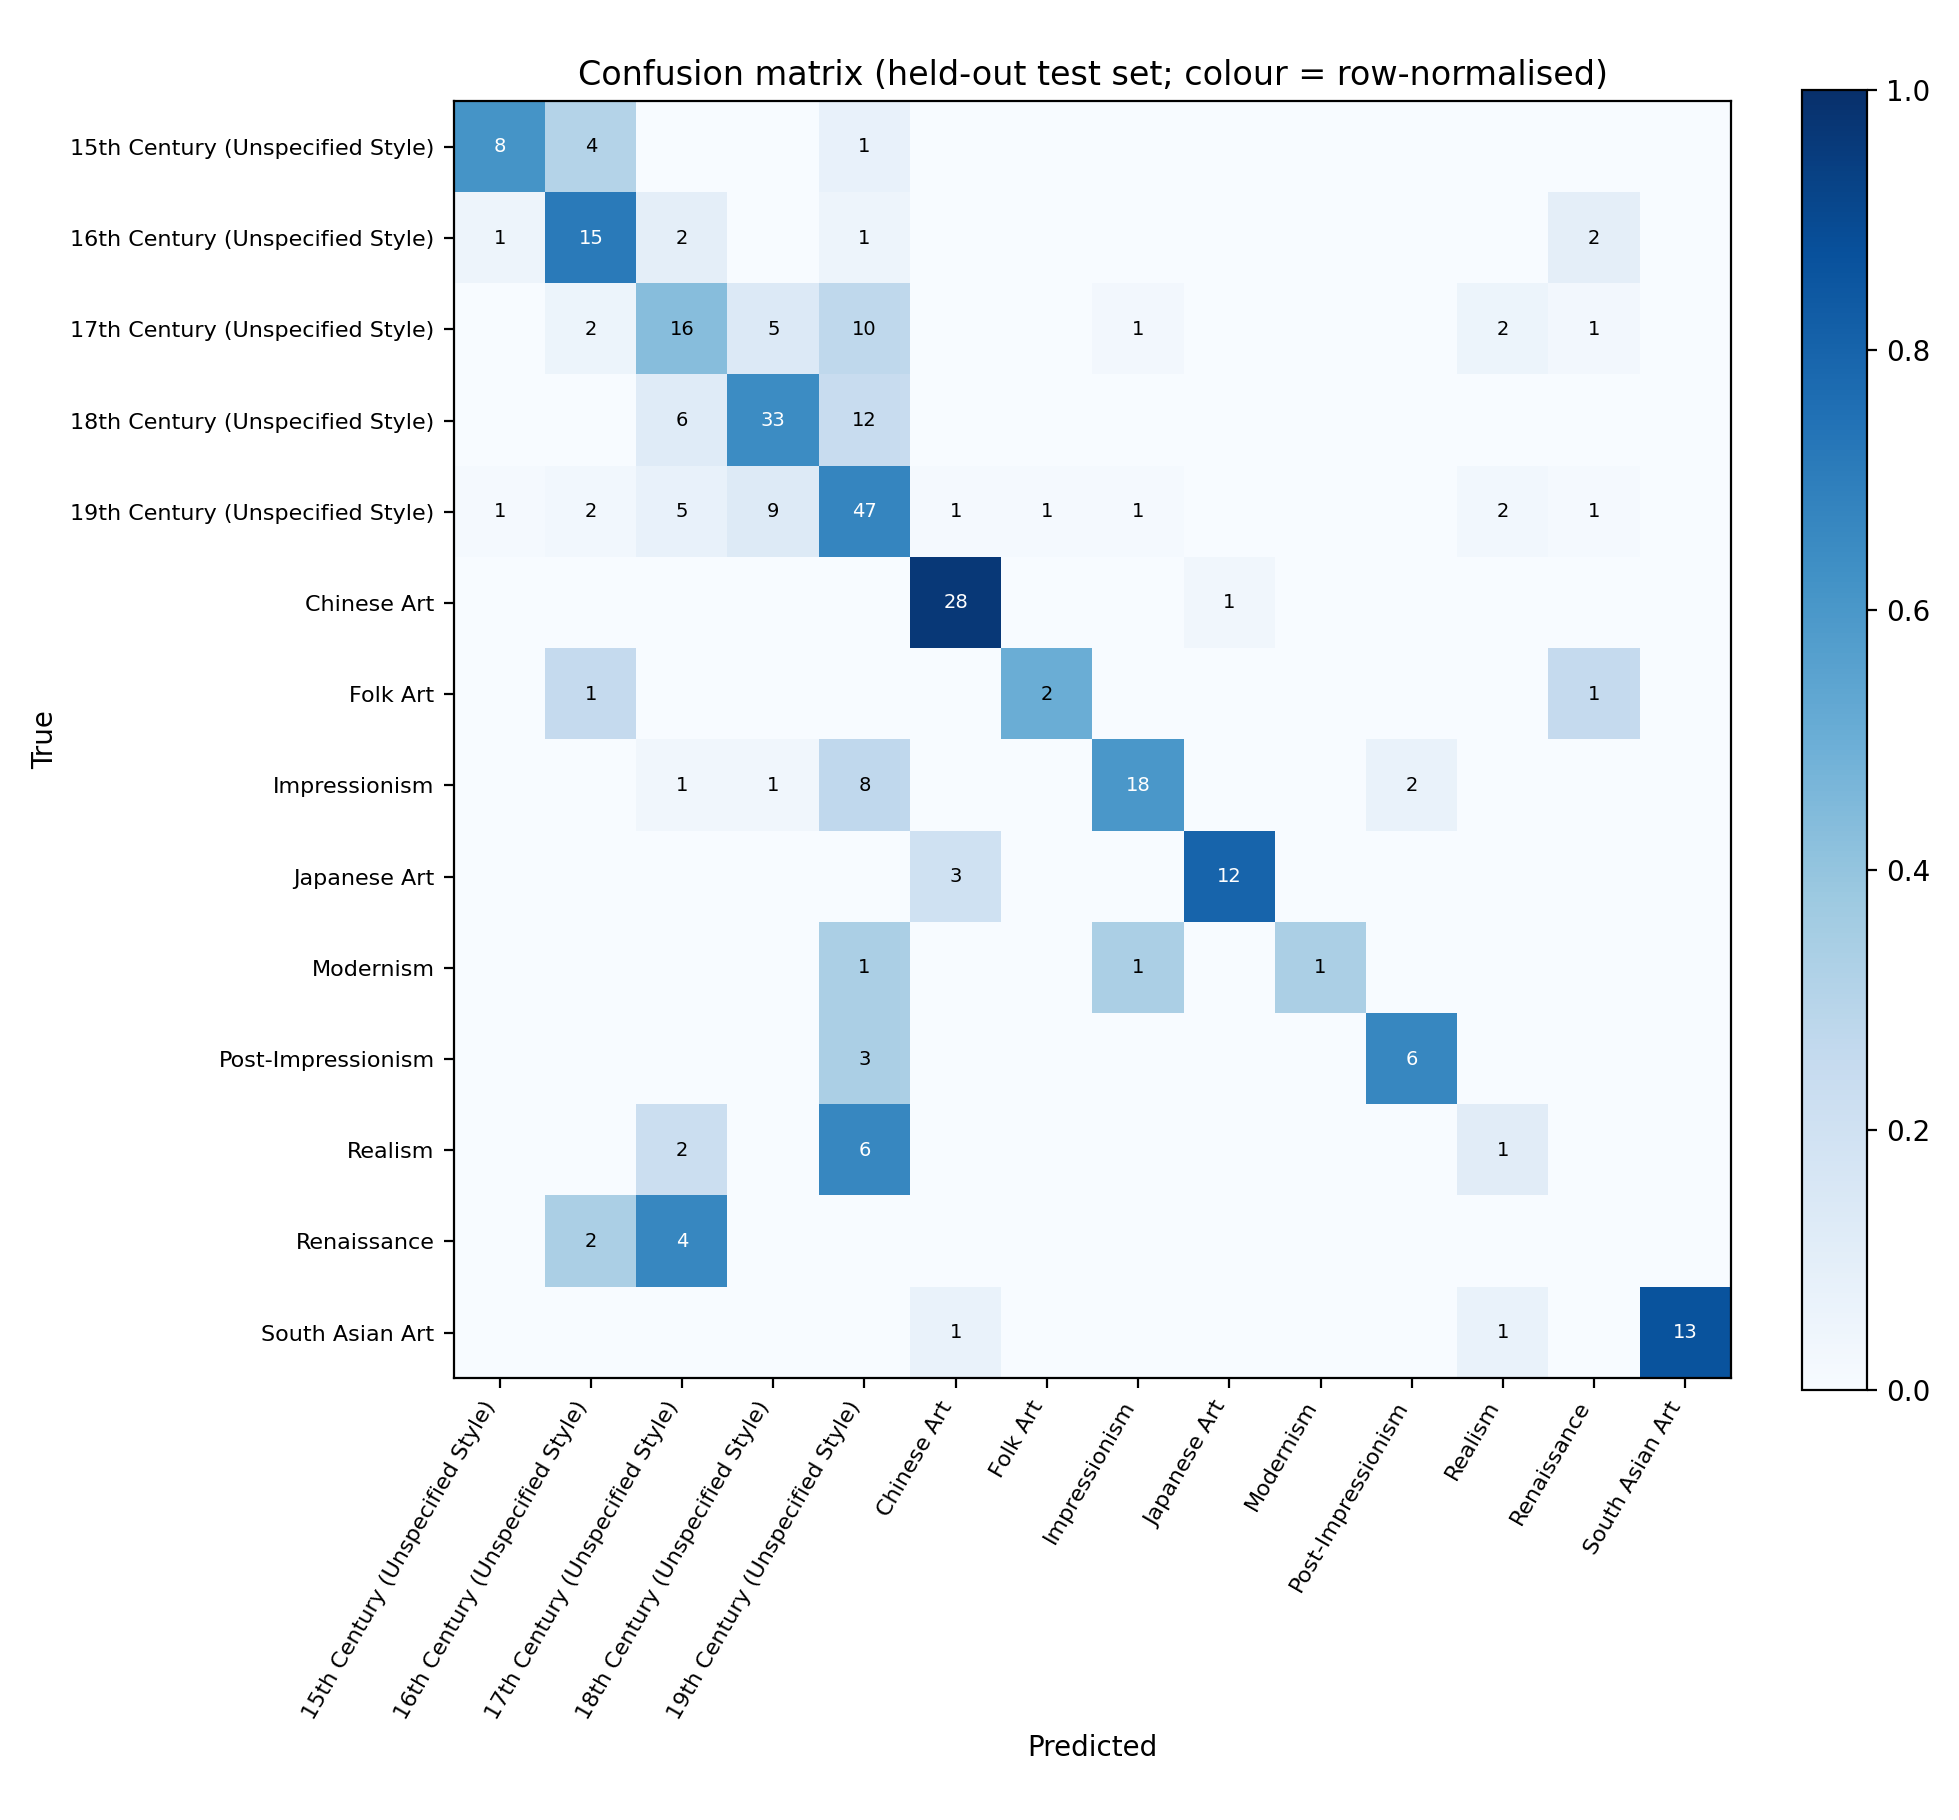 Confusion matrix (held-out test set; colour = row-normalised)
True
15th Century (Unspecified Style) 8 4 1
16th Century (Unspecified Style) 1 15 2 1 2
17th Century (Unspecified Style) 2 16 5 10 1 2 1
18th Century (Unspecified Style) 6 33 12
19th Century (Unspecified Style) 1 2 5 9 47 1 1 1 2 1
Chinese Art 28 1
Folk Art 1 2 1
Impressionism 1 1 8 18 2
Japanese Art 3 12
Modernism 1 1 1
Post-Impressionism 3 6
Realism 2 6 1
Renaissance 2 4
South Asian Art 1 1 13
15th Century (Unspecified Style)
16th Century (Unspecified Style)
17th Century (Unspecified Style)
18th Century (Unspecified Style)
19th Century (Unspecified Style)
Chinese Art
Folk Art
Impressionism
Japanese Art
Modernism
Post-Impressionism
Realism
Renaissance
South Asian Art
Predicted
1.0
0.8
0.6
0.4
0.2
0.0